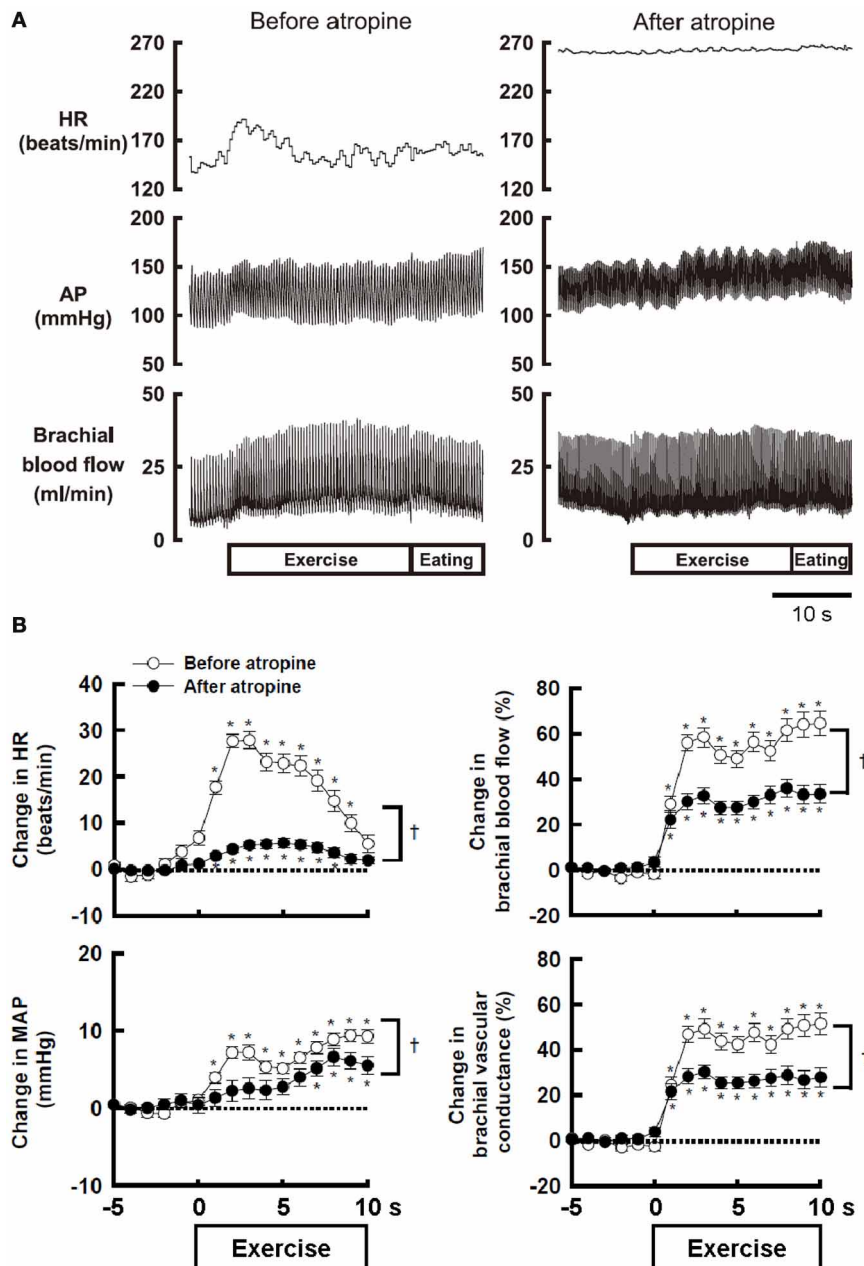 A
Before atropine
After atropine
HR
(beats/min)
270
220
170
120
270
220
170
120
AP
(mmHg)
200
150
100
50
200
150
100
50
Brachial
blood flow
(ml/min)
50
25
0
50
25
0
Exercise
Eating
Exercise
Eating
10 s
B
Before atropine
After atropine
Change in HR
(beats/min)
40
30
20
10
0
-10
* * * * * * * * *
* * * * * * * *
†
Change in
brachial blood flow (%)
80
60
40
20
0
-20
* * * * * * * * * *
* * * * * * * * * *
†
Change in MAP
(mmHg)
20
10
0
-10
* * * * * * * * * *
* * * *
†
-5 0 5 10 s
Exercise
Change in
brachial vascular
conductance (%)
80
60
40
20
0
-20
* * * * * * * * * *
* * * * * * * * * *
-5 0 5 10 s
Exercise